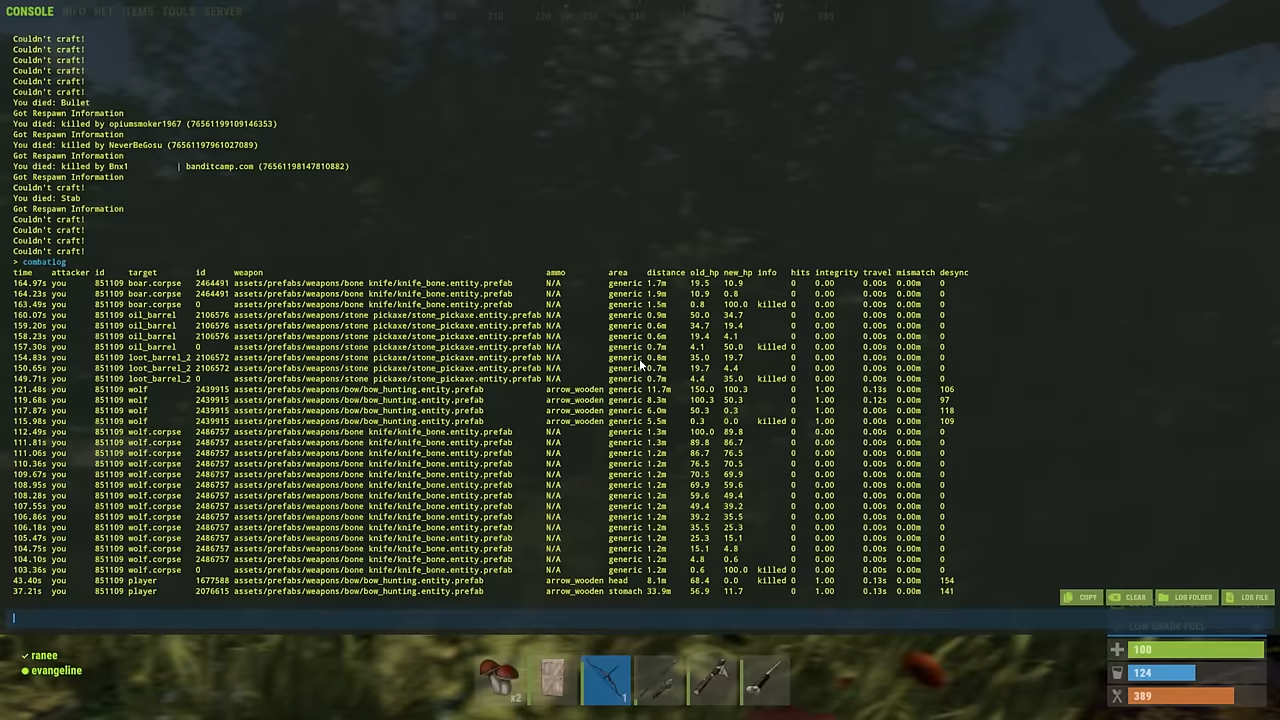 CONSOLE INFO NET ITEMS TOOLS SERVER
210 220 SW 230 240 W 280
Couldn't craft!
Couldn't craft!
Couldn't craft!
Couldn't craft!
Couldn't craft!
Couldn't craft!
You died: Bullet
Got Respawn Information
You died: killed by opiumsmoker1967 (76561199109146353)
Got Respawn Information
You died: killed by NeverBeGosu (76561197961027089)
Got Respawn Information
You died: killed by Bnx1 | banditcamp.com (76561198147810882)
Got Respawn Information
Couldn't craft!
You died: Stab
Got Respawn Information
Couldn't craft!
Couldn't craft!
Couldn't craft!
Couldn't craft!
> combatlog
time attacker id target id weapon ammo area distance old_hp new_hp info hits integrity travel mismatch desync
164.97s you 851109 boar.corpse 2464491 assets/prefabs/weapons/bone knife/knife_bone.entity.prefab N/A generic 1.7m 19.5 10.9 0 0.00 0.00s 0.00m 0
164.23s you 851109 boar.corpse 2464491 assets/prefabs/weapons/bone knife/knife_bone.entity.prefab N/A generic 1.9m 10.9 0.8 0 0.00 0.00s 0.00m 0
163.49s you 851109 boar.corpse 0 assets/prefabs/weapons/bone knife/knife_bone.entity.prefab N/A generic 1.5m 0.8 100.0 killed 0 0.00 0.00s 0.00m 0
160.07s you 851109 oil_barrel 2106576 assets/prefabs/weapons/stone pickaxe/stone_pickaxe.entity.prefab N/A generic 0.9m 50.0 34.7 0 0.00 0.00s 0.00m 0
159.20s you 851109 oil_barrel 2106576 assets/prefabs/weapons/stone pickaxe/stone_pickaxe.entity.prefab N/A generic 0.6m 34.7 19.4 0 0.00 0.00s 0.00m 0
158.23s you 851109 oil_barrel 2106576 assets/prefabs/weapons/stone pickaxe/stone_pickaxe.entity.prefab N/A generic 0.6m 19.4 4.1 0 0.00 0.00s 0.00m 0
157.30s you 851109 oil_barrel 0 assets/prefabs/weapons/stone pickaxe/stone_pickaxe.entity.prefab N/A generic 0.7m 4.1 50.0 killed 0 0.00 0.00s 0.00m 0
154.83s you 851109 loot_barrel_2 2106572 assets/prefabs/weapons/stone pickaxe/stone_pickaxe.entity.prefab N/A generic 0.8m 35.0 19.7 0 0.00 0.00s 0.00m 0
150.65s you 851109 loot_barrel_2 2106572 assets/prefabs/weapons/stone pickaxe/stone_pickaxe.entity.prefab N/A generic 0.7m 19.7 4.4 0 0.00 0.00s 0.00m 0
149.71s you 851109 loot_barrel_2 0 assets/prefabs/weapons/stone pickaxe/stone_pickaxe.entity.prefab N/A generic 0.7m 4.4 35.0 killed 0 0.00 0.00s 0.00m 0
121.48s you 851109 wolf 2439915 assets/prefabs/weapons/bow/bow_hunting.entity.prefab arrow_wooden generic 11.7m 150.0 100.3 0 1.00 0.13s 0.00m 106
119.68s you 851109 wolf 2439915 assets/prefabs/weapons/bow/bow_hunting.entity.prefab arrow_wooden generic 8.3m 100.3 50.3 0 1.00 0.12s 0.00m 97
117.87s you 851109 wolf 2439915 assets/prefabs/weapons/bow/bow_hunting.entity.prefab arrow_wooden generic 6.0m 50.3 0.3 0 1.00 0.00s 0.00m 118
115.98s you 851109 wolf 2439915 assets/prefabs/weapons/bow/bow_hunting.entity.prefab arrow_wooden generic 5.5m 0.3 0.0 killed 0 1.00 0.00s 0.00m 109
112.49s you 851109 wolf.corpse 2486757 assets/prefabs/weapons/bone knife/knife_bone.entity.prefab N/A generic 1.3m 100.0 89.8 0 0.00 0.00s 0.00m 0
111.81s you 851109 wolf.corpse 2486757 assets/prefabs/weapons/bone knife/knife_bone.entity.prefab N/A generic 1.3m 89.8 86.7 0 0.00 0.00s 0.00m 0
111.06s you 851109 wolf.corpse 2486757 assets/prefabs/weapons/bone knife/knife_bone.entity.prefab N/A generic 1.2m 86.7 76.5 0 0.00 0.00s 0.00m 0
110.36s you 851109 wolf.corpse 2486757 assets/prefabs/weapons/bone knife/knife_bone.entity.prefab N/A generic 1.2m 76.5 70.5 0 0.00 0.00s 0.00m 0
109.67s you 851109 wolf.corpse 2486757 assets/prefabs/weapons/bone knife/knife_bone.entity.prefab N/A generic 1.2m 70.5 69.9 0 0.00 0.00s 0.00m 0
108.95s you 851109 wolf.corpse 2486757 assets/prefabs/weapons/bone knife/knife_bone.entity.prefab N/A generic 1.2m 69.9 59.6 0 0.00 0.00s 0.00m 0
108.28s you 851109 wolf.corpse 2486757 assets/prefabs/weapons/bone knife/knife_bone.entity.prefab N/A generic 1.2m 59.6 49.4 0 0.00 0.00s 0.00m 0
107.55s you 851109 wolf.corpse 2486757 assets/prefabs/weapons/bone knife/knife_bone.entity.prefab N/A generic 1.2m 49.4 39.2 0 0.00 0.00s 0.00m 0
106.86s you 851109 wolf.corpse 2486757 assets/prefabs/weapons/bone knife/knife_bone.entity.prefab N/A generic 1.2m 39.2 35.5 0 0.00 0.00s 0.00m 0
106.18s you 851109 wolf.corpse 2486757 assets/prefabs/weapons/bone knife/knife_bone.entity.prefab N/A generic 1.2m 35.5 25.3 0 0.00 0.00s 0.00m 0
105.47s you 851109 wolf.corpse 2486757 assets/prefabs/weapons/bone knife/knife_bone.entity.prefab N/A generic 1.2m 25.3 15.1 0 0.00 0.00s 0.00m 0
104.75s you 851109 wolf.corpse 2486757 assets/prefabs/weapons/bone knife/knife_bone.entity.prefab N/A generic 1.2m 15.1 4.8 0 0.00 0.00s 0.00m 0
104.10s you 851109 wolf.corpse 2486757 assets/prefabs/weapons/bone knife/knife_bone.entity.prefab N/A generic 1.2m 4.8 0.6 0 0.00 0.00s 0.00m 0
103.36s you 851109 wolf.corpse 0 assets/prefabs/weapons/bone knife/knife_bone.entity.prefab N/A generic 1.2m 0.6 100.0 killed 0 0.00 0.00s 0.00m 0
43.40s you 851109 player 1677588 assets/prefabs/weapons/bow/bow_hunting.entity.prefab arrow_wooden head 8.1m 68.4 0.0 killed 0 1.00 0.13s 0.00m 154
37.21s you 851109 player 2076615 assets/prefabs/weapons/bow/bow_hunting.entity.prefab arrow_wooden stomach 33.9m 56.9 11.7 0 1.00 0.13s 0.00m 141
COPY CLEAR LOG FOLDER LOG FILE
LOW GRADE FUEL
ranee
evangeline
x2
1
100
124
389